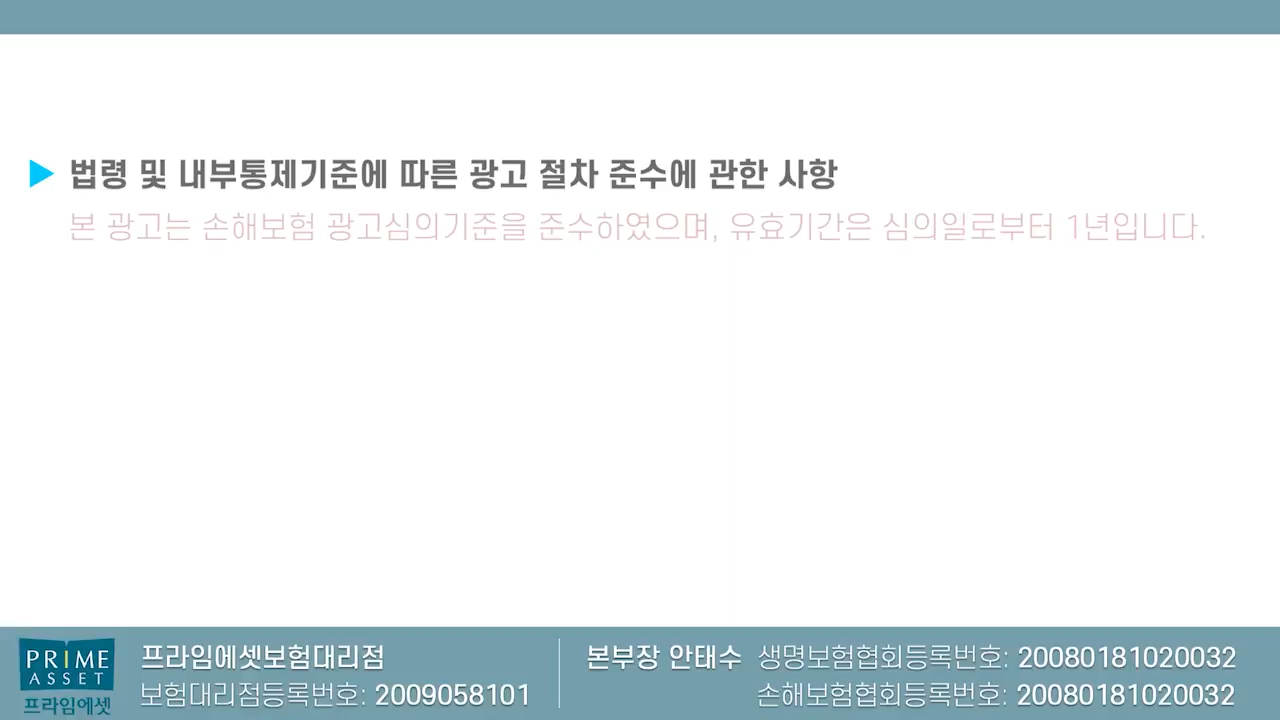 ▶ 법령 및 내부통제기준에 따른 광고 절차 준수에 관한 사항
본 광고는 손해보험 광고심의기준을 준수하였으며, 유효기간은 심의일로부터 1년입니다.
PRIME
ASSET
프라임에셋
프라임에셋보험대리점
보험대리점등록번호: 2009058101
본부장 안태수 생명보험협회등록번호: 20080181020032
손해보험협회등록번호: 20080181020032